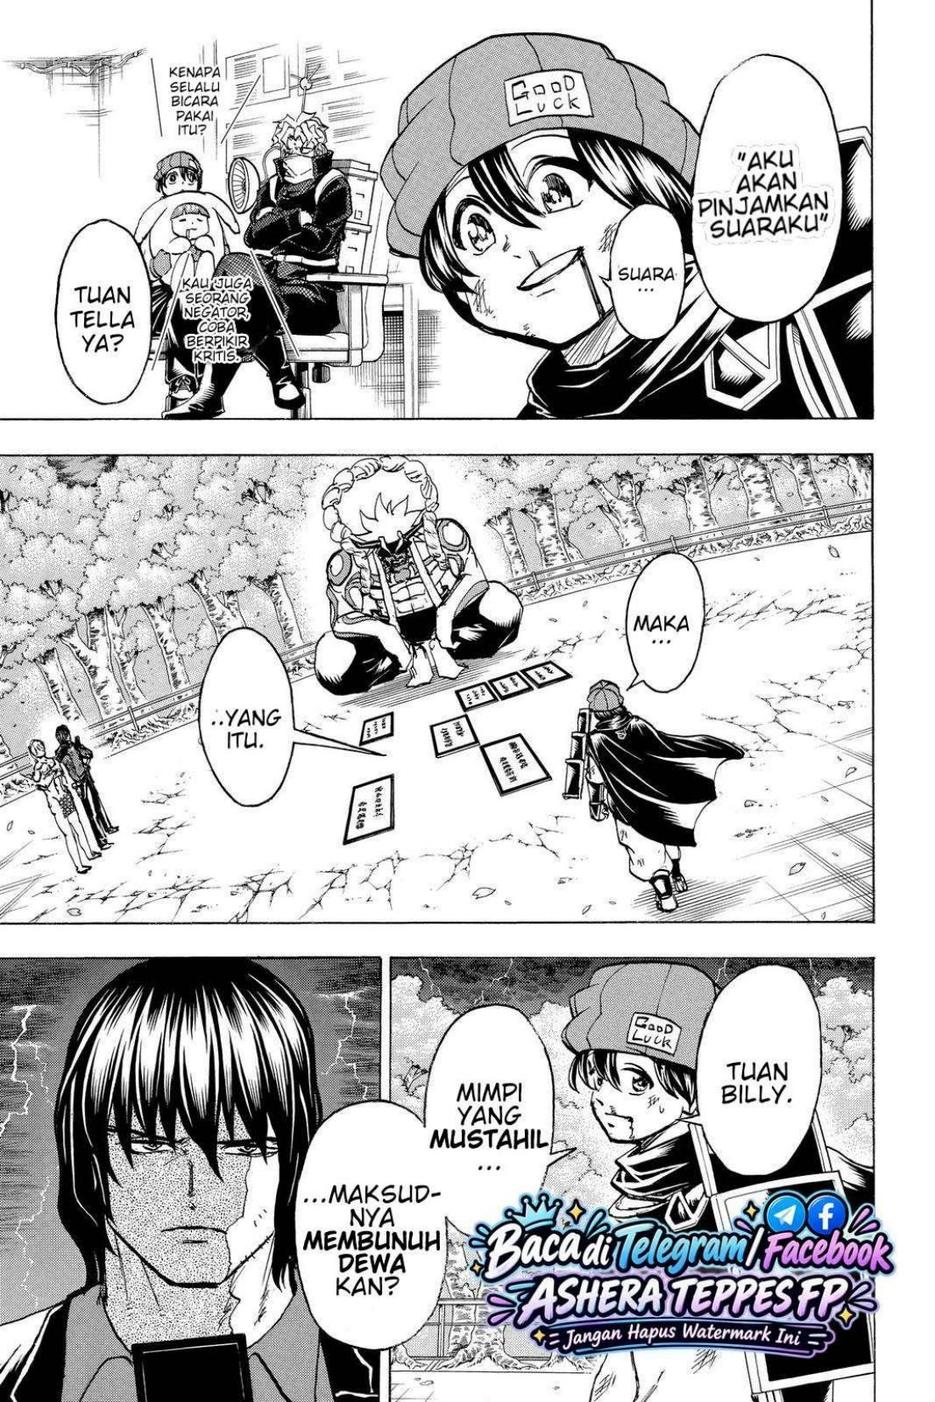 "AKU
AKAN
PINJAMKAN
SUARAKU"
GOOD
LUCK
SUARA
...
KENAPA
SELALU
BICARA
PAKAI
ITU?
KAU JUGA
SEORANG
NEGATOR,
COBA
BERPIKIR
KRITIS.
TUAN
TELLA
YA?
MAKA
...
..YANG
ITU.
TUAN
BILLY.
GOOD
LUCK
MIMPI
YANG
MUSTAHIL
...
...MAKSUD-
NYA
MEMBUNUH
DEWA
KAN?
Baca di Telegram/Facebook
ASHERA TEPPES FP
Jangan Hapus Watermark Ini